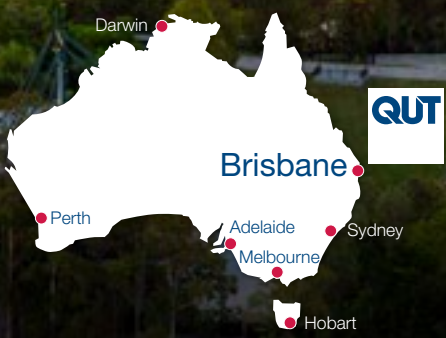 Darwin
QUT
Brisbane
Perth
Adelaide
Sydney
Melbourne
Hobart